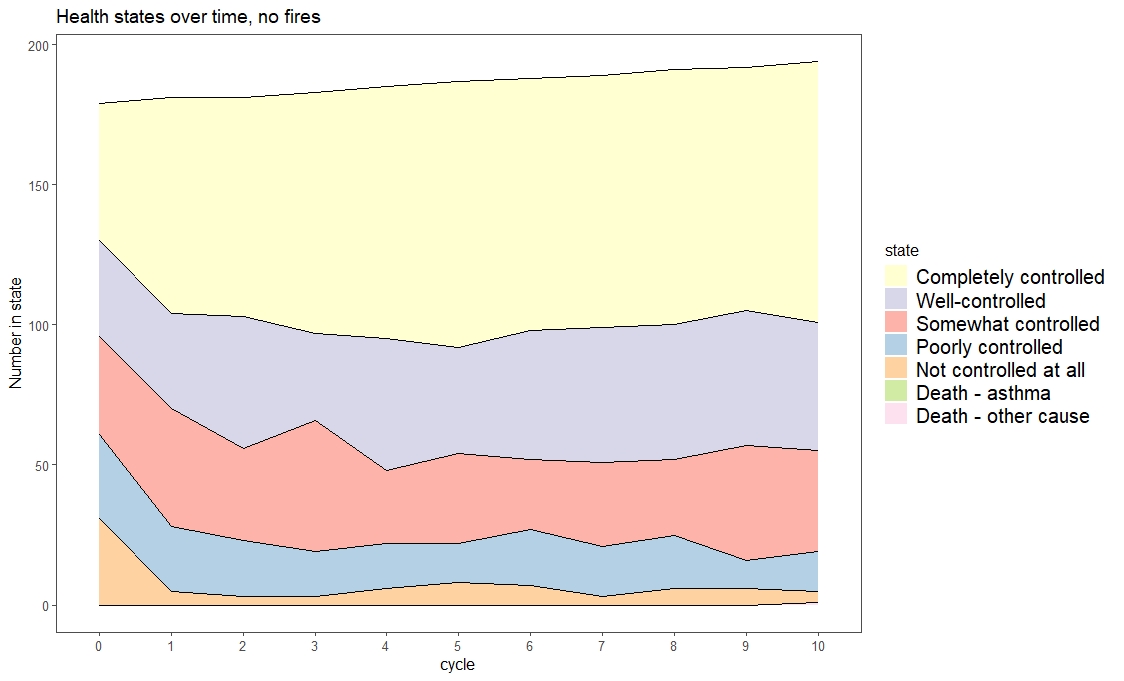 Health states over time, no fires
200
150
100
50
0
Number in state
0 1 2 3 4 5 6 7 8 9 10
cycle
state
Completely controlled
Well-controlled
Somewhat controlled
Poorly controlled
Not controlled at all
Death - asthma
Death - other cause